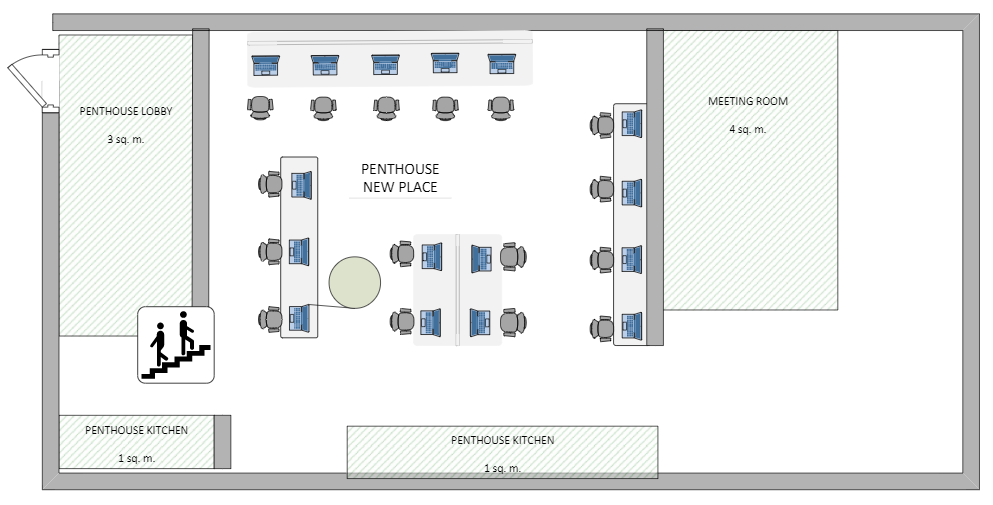 PENTHOUSE LOBBY
3 sq. m.
PENTHOUSE
NEW PLACE
MEETING ROOM
4 sq. m.
PENTHOUSE KITCHEN
1 sq. m.
PENTHOUSE KITCHEN
1 sq. m.